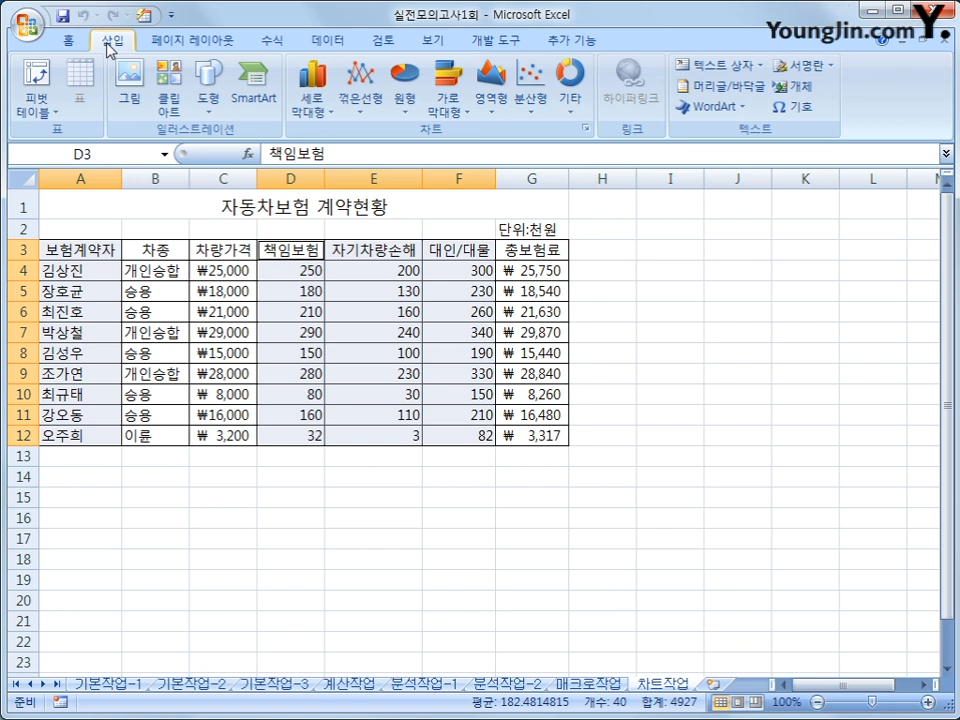 실전모의고사1회 - Microsoft Excel
Younglin.com Y.
홈 삽입 페이지 레이아웃 수식 데이터 검토 보기 개발 도구 추가 기능
피벗 테이블 표 그림 클립 아트 도형 SmartArt 세로 막대형 꺾은선형 원형 가로 막대형 영역형 분산형 기타 하이퍼링크 텍스트 상자 서명란
머리글/바닥글 개체
WordArt Ω 기호
표 일러스트레이션 차트 링크 텍스트
D3 fx 책임보험
A B C D E F G H I J K L M
1 자동차보험 계약현황
2 단위:천원
3 보험계약자 차종 차량가격 책임보험 자기차량손해 대인/대물 총보험료
4 김상진 개인승합 ₩25,000 250 200 300 ₩ 25,750
5 장호균 승용 ₩18,000 180 130 230 ₩ 18,540
6 최진호 승용 ₩21,000 210 160 260 ₩ 21,630
7 박상철 개인승합 ₩29,000 290 240 340 ₩ 29,870
8 김성우 승용 ₩15,000 150 100 190 ₩ 15,440
9 조가연 개인승합 ₩28,000 280 230 330 ₩ 28,840
10 최규태 승용 ₩ 8,000 80 30 150 ₩ 8,260
11 강오동 승용 ₩16,000 160 110 210 ₩ 16,480
12 오주희 이륜 ₩ 3,200 32 3 82 ₩ 3,317
13
14
15
16
17
18
19
20
21
22
23
기본작업-1 기본작업-2 기본작업-3 계산작업 분석작업-1 분석작업-2 매크로작업 차트작업
준비 평균: 182.4814815 개수: 40 합계: 4927 100%